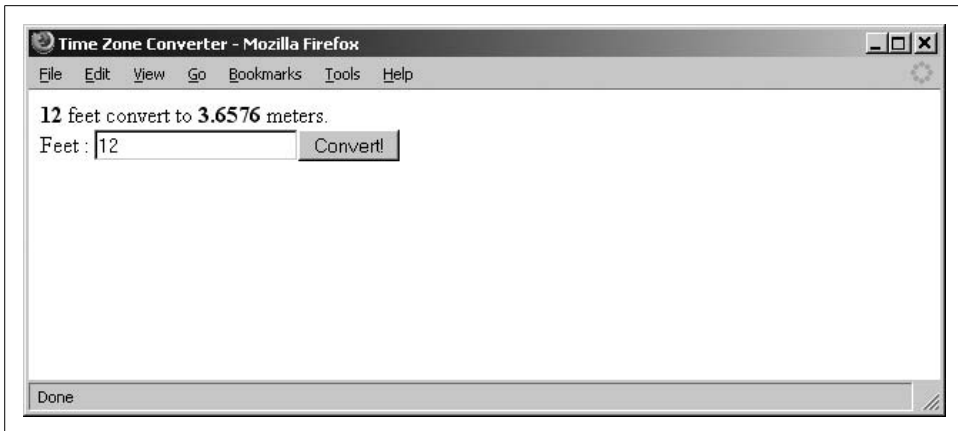 Time Zone Converter - Mozilla Firefox
File Edit View Go Bookmarks Tools Help
12 feet convert to 3.6576 meters.
Feet : 12 Convert!
Done